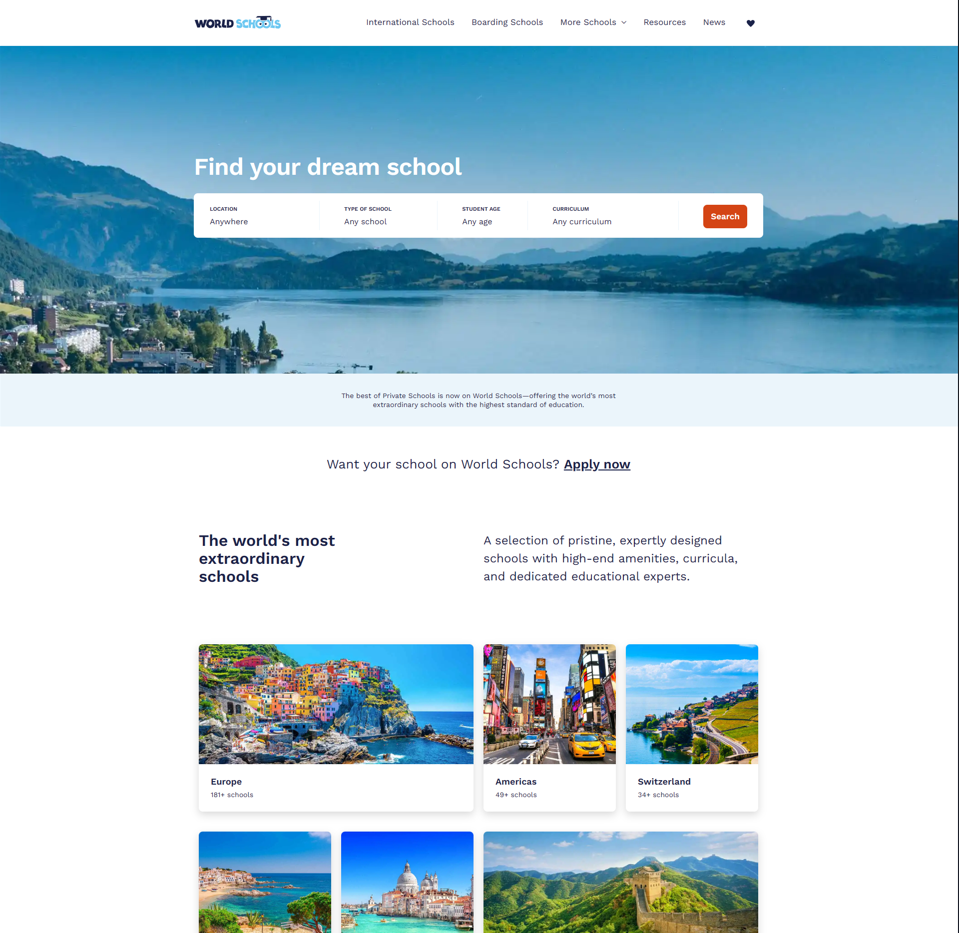 WORLD SCHOOLS
International Schools
Boarding Schools
More Schools
Resources
News
Find your dream school
LOCATION
Anywhere
TYPE OF SCHOOL
Any school
STUDENT AGE
Any age
CURRICULUM
Any curriculum
Search
The best of Private Schools is now on World Schools—offering the world's most
extraordinary schools with the highest standard of education.
Want your school on World Schools? Apply now
The world's most
extraordinary
schools
A selection of pristine, expertly designed
schools with high-end amenities, curricula,
and dedicated educational experts.
Europe
181+ schools
Americas
49+ schools
Switzerland
34+ schools